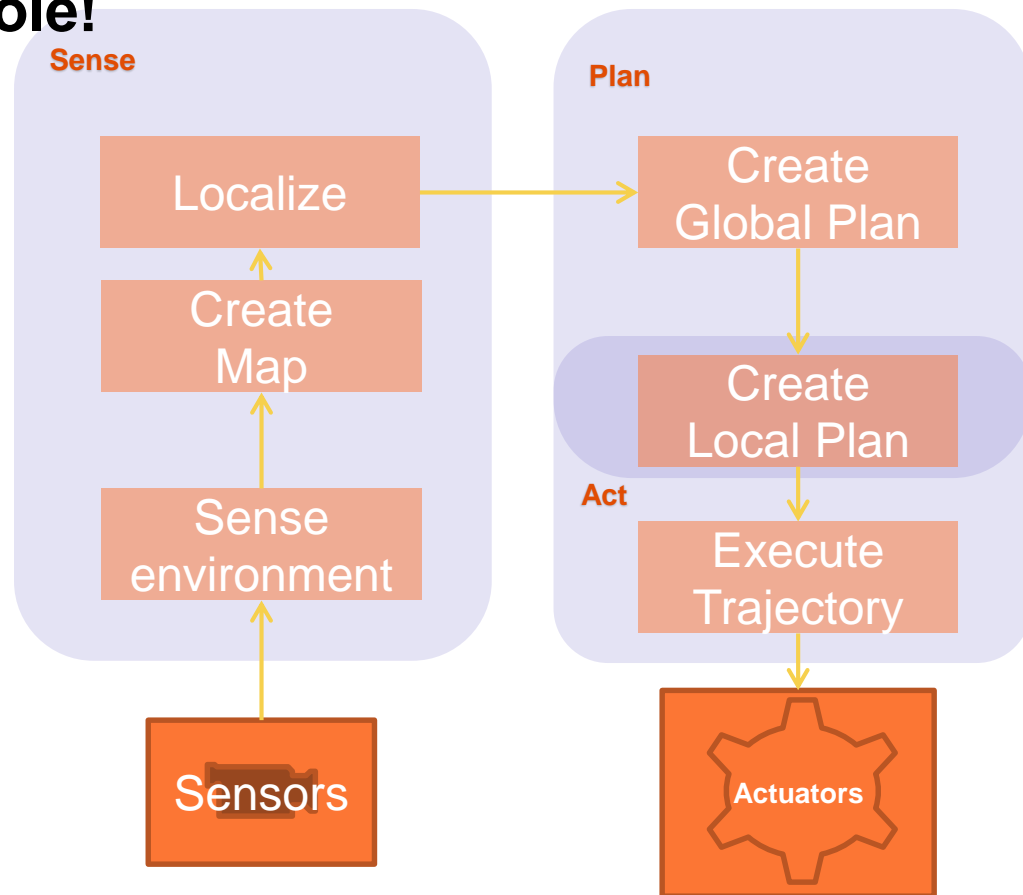 ole!
Sense
Plan
Localize
Create
Global Plan
Create
Map
Create
Local Plan
Act
Sense
environment
Execute
Trajectory
Sensors
Actuators